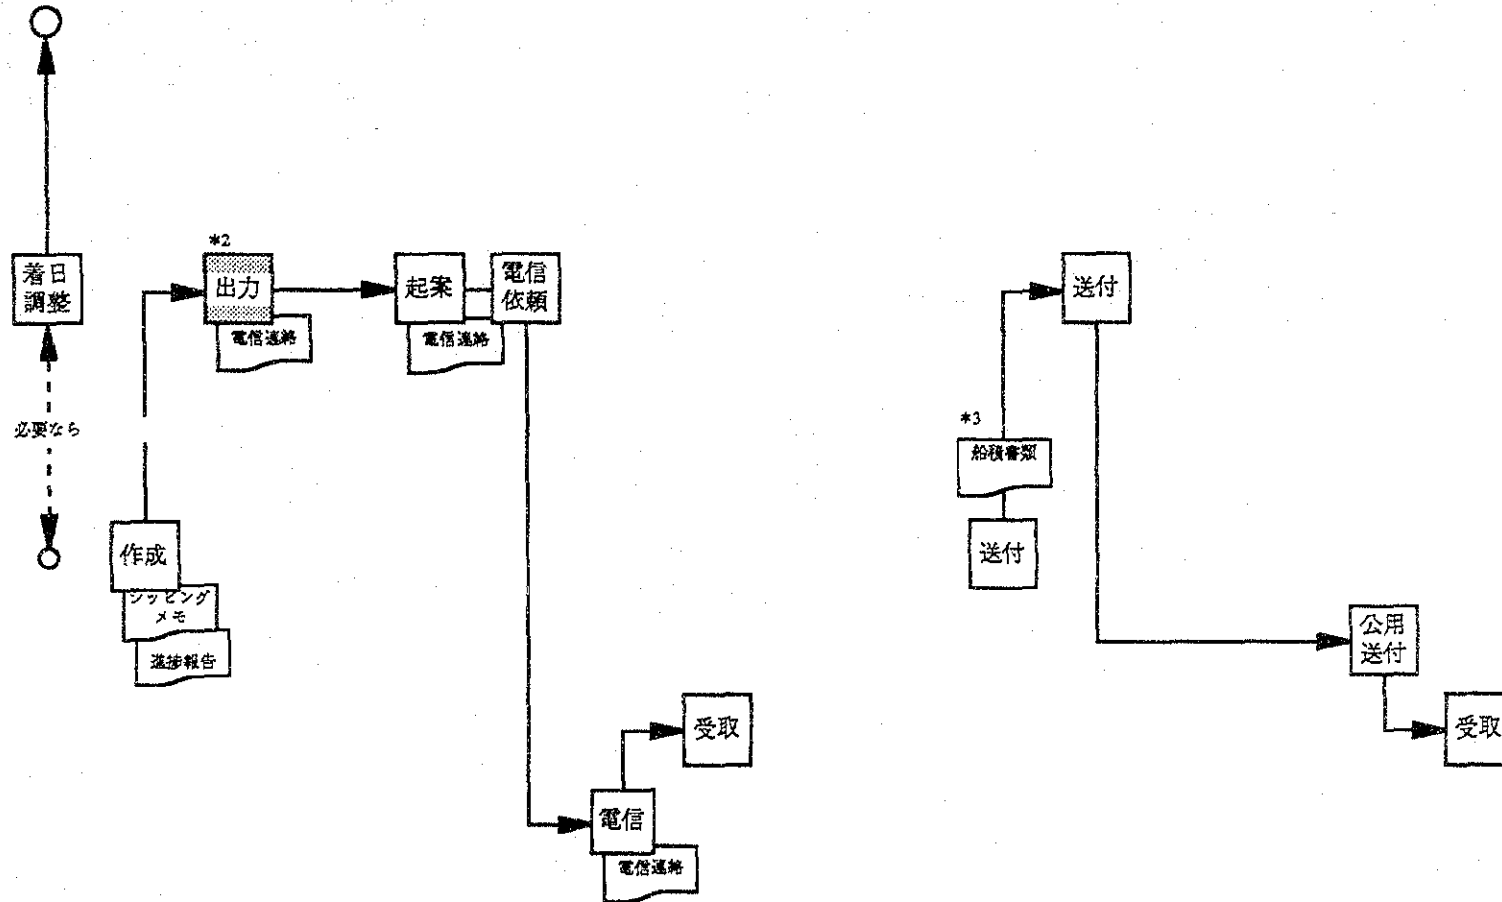 着日
調整
必要なら
*2
出力
電信連絡
起案
電信連絡
電信
依頼
作成
シッピング
メモ
進捗報告
電信
電信連絡
受取
*3
船積書類
送付
送付
公用
送付
受取